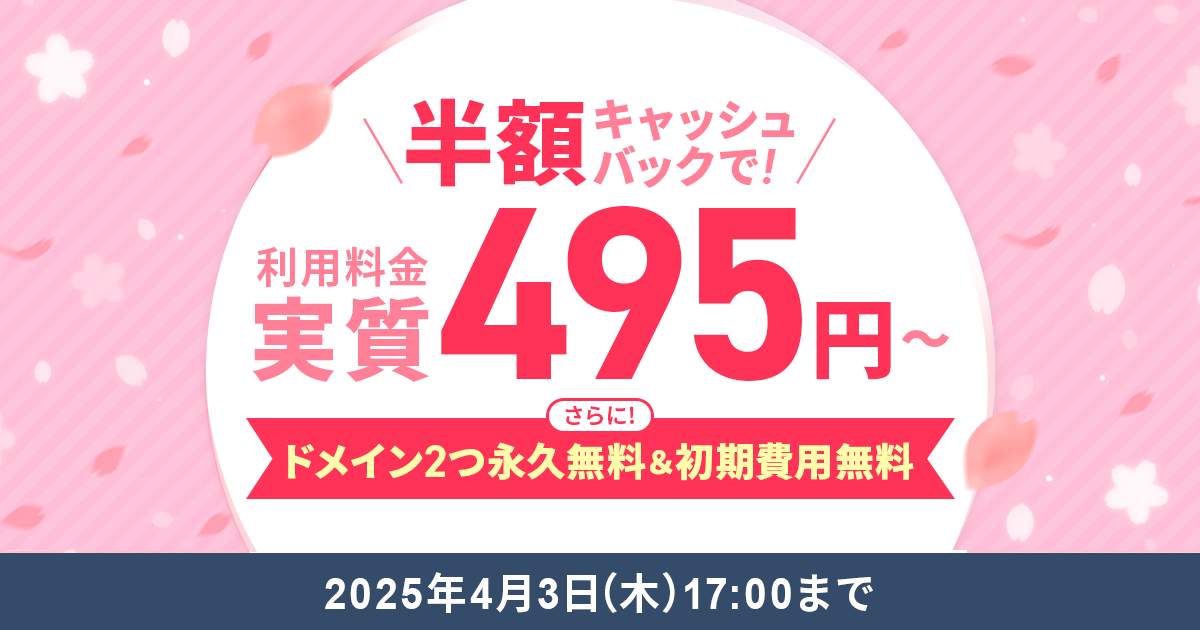 半額キャッシュバックで!
利用料金
実質495円~
さらに!
ドメイン2つ永久無料&初期費用無料
2025年4月3日(木)17:00まで